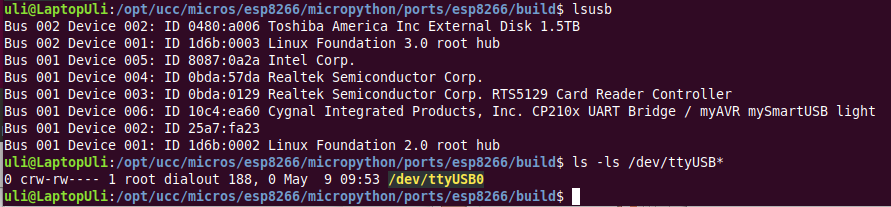 uli@LaptopUli:/opt/ucc/micros/esp8266/micropython/ports/esp8266/build$ lsusb
Bus 002 Device 002: ID 0480:a006 Toshiba America Inc External Disk 1.5TB
Bus 002 Device 001: ID 1d6b:0003 Linux Foundation 3.0 root hub
Bus 001 Device 005: ID 8087:0a2a Intel Corp.
Bus 001 Device 004: ID 0bda:57da Realtek Semiconductor Corp.
Bus 001 Device 003: ID 0bda:0129 Realtek Semiconductor Corp. RTS5129 Card Reader Controller
Bus 001 Device 006: ID 10c4:ea60 Cygnal Integrated Products, Inc. CP210x UART Bridge / myAVR mySmartUSB light
Bus 001 Device 002: ID 25a7:fa23
Bus 001 Device 001: ID 1d6b:0002 Linux Foundation 2.0 root hub
uli@LaptopUli:/opt/ucc/micros/esp8266/micropython/ports/esp8266/build$ ls -ls /dev/ttyUSB*
0 crw-rw---- 1 root dialout 188, 0 May  9 09:53 /dev/ttyUSB0
uli@LaptopUli:/opt/ucc/micros/esp8266/micropython/ports/esp8266/build$